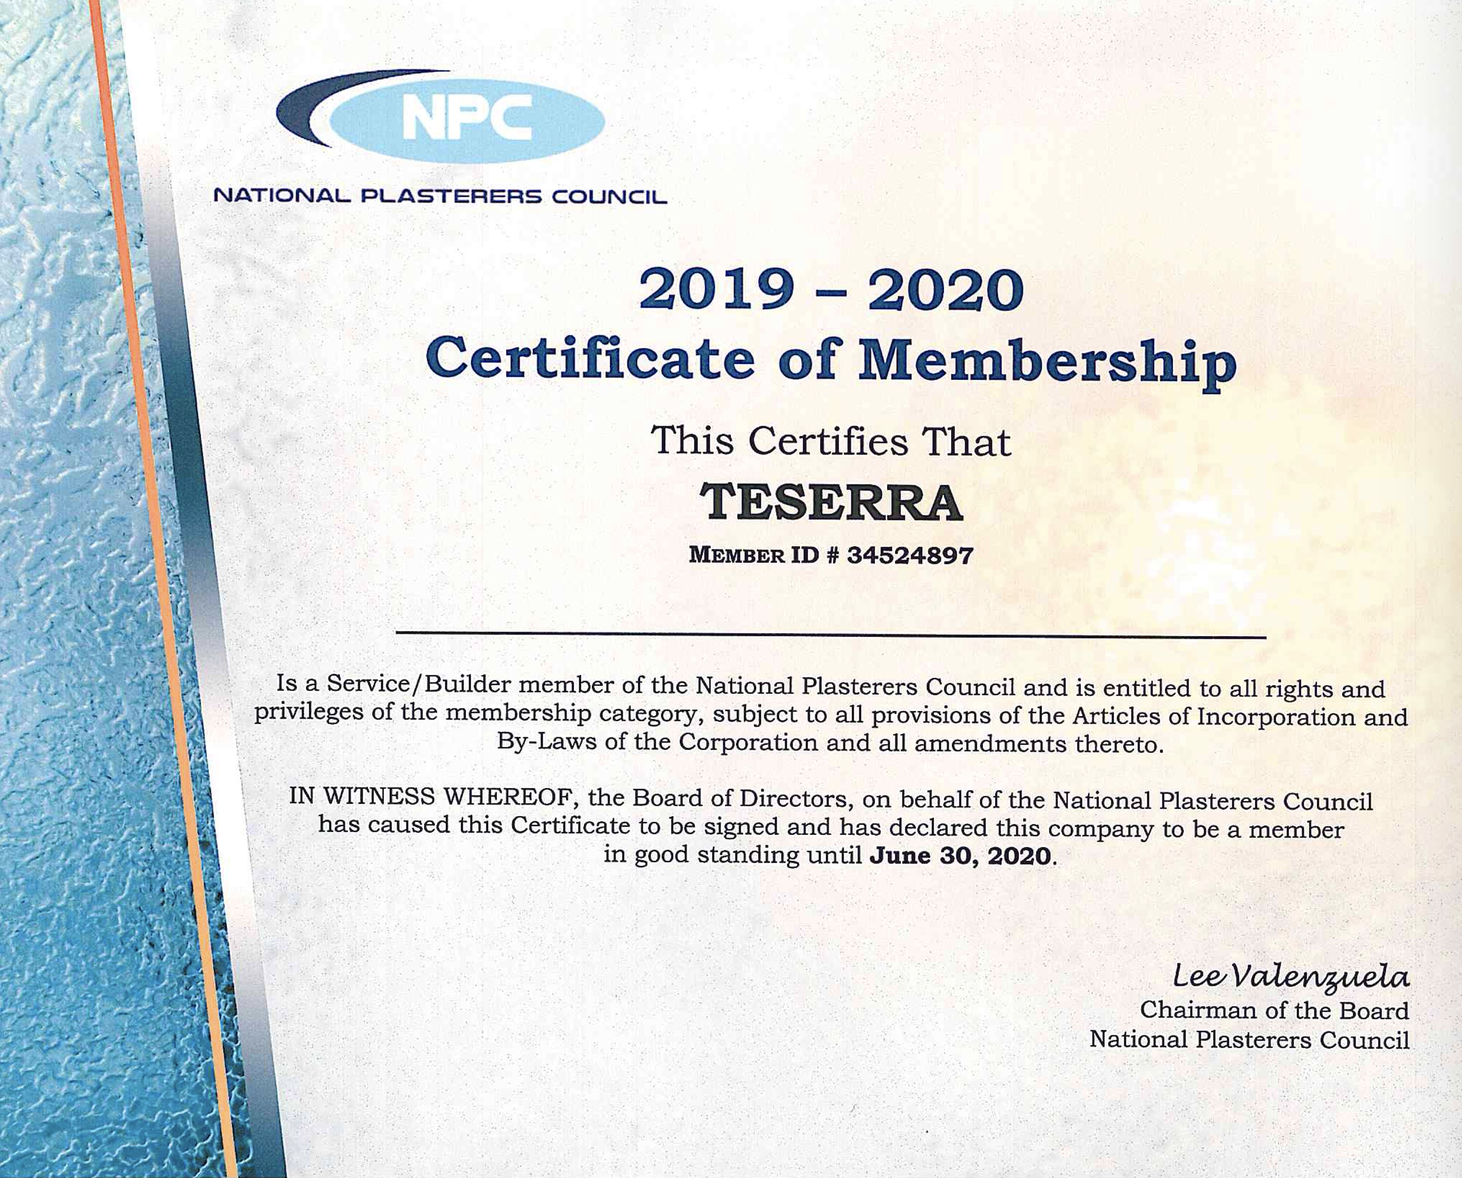 NPC
NATIONAL PLASTERERS COUNCIL
2019 – 2020
Certificate of Membership
This Certifies That
TESERRA
MEMBER ID # 34524897
Is a Service/Builder member of the National Plasterers Council and is entitled to all rights and
privileges of the membership category, subject to all provisions of the Articles of Incorporation and
By-Laws of the Corporation and all amendments thereto.
IN WITNESS WHEREOF, the Board of Directors, on behalf of the National Plasterers Council
has caused this Certificate to be signed and has declared this company to be a member
in good standing until June 30, 2020.
Lee Valenzuela
Chairman of the Board
National Plasterers Council